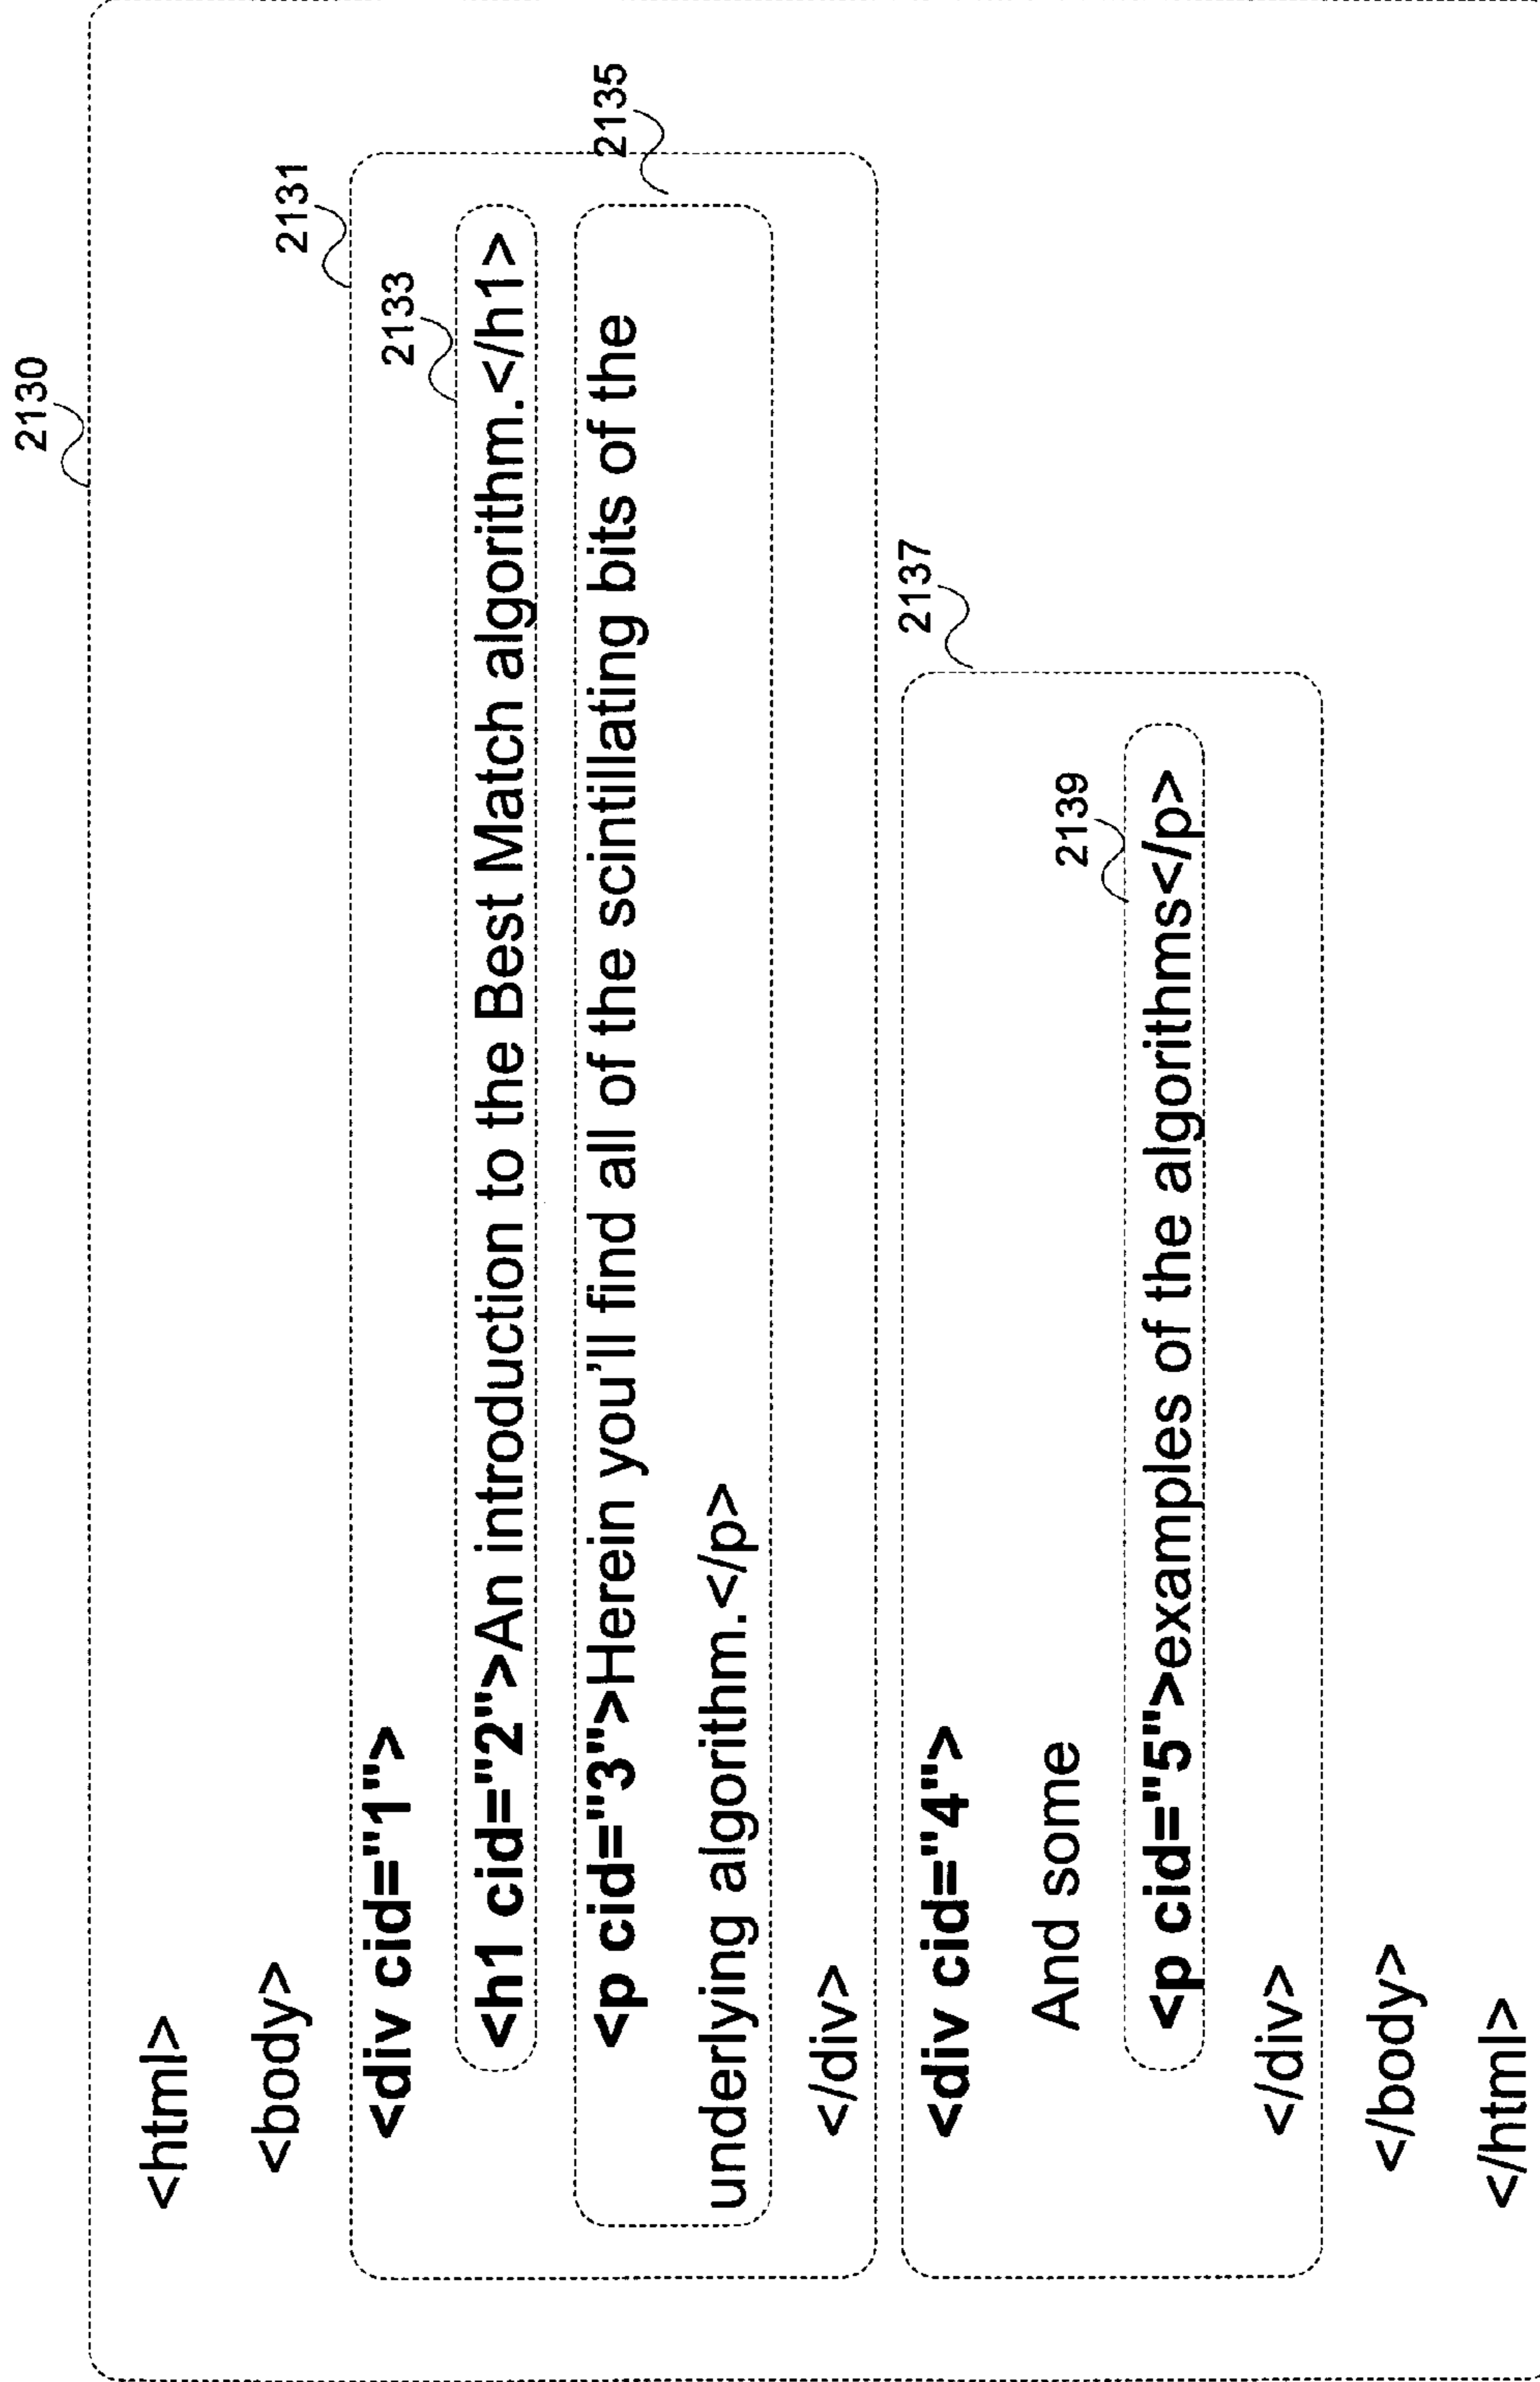 2130
<html>
<body>
2131
<div cid="1">
2133
<h1 cid="2">An introduction to the Best Match algorithm.</h1>
2135
<p cid="3">Herein you'll find all of the scintillating bits of the
underlying algorithm.</p>
</div>
2137
<div cid="4">
And some
2139
<p cid="5">examples of the algorithms</p>
</div>
</body>
</html>